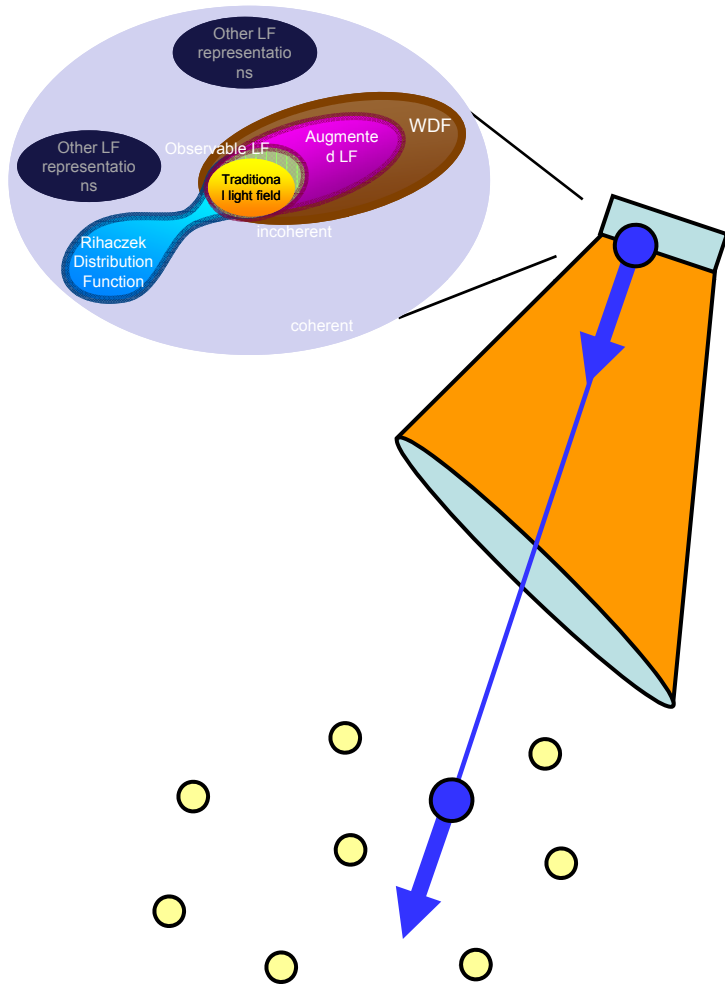 Other LF
representatio
ns
WDF
Augmente
d LF
Observable LF
Other LF
representatio
ns
Traditiona
l light field
incoherent
Rihaczek
Distribution
Function
coherent